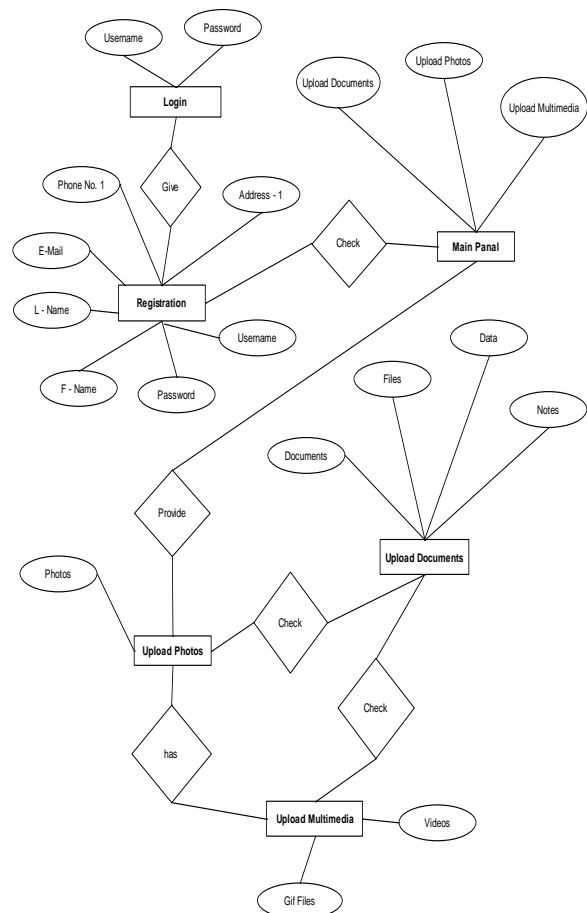 Username
Password
Login
Upload Documents
Upload Photos
Upload Multimedia
Phone No. 1
Give
Address - 1
E-Mail
Check
Main Panal
L - Name
Registration
Username
F - Name
Password
Data
Files
Notes
Documents
Provide
Upload Documents
Photos
Check
Upload Photos
Check
has
Upload Multimedia
Videos
Gif Files